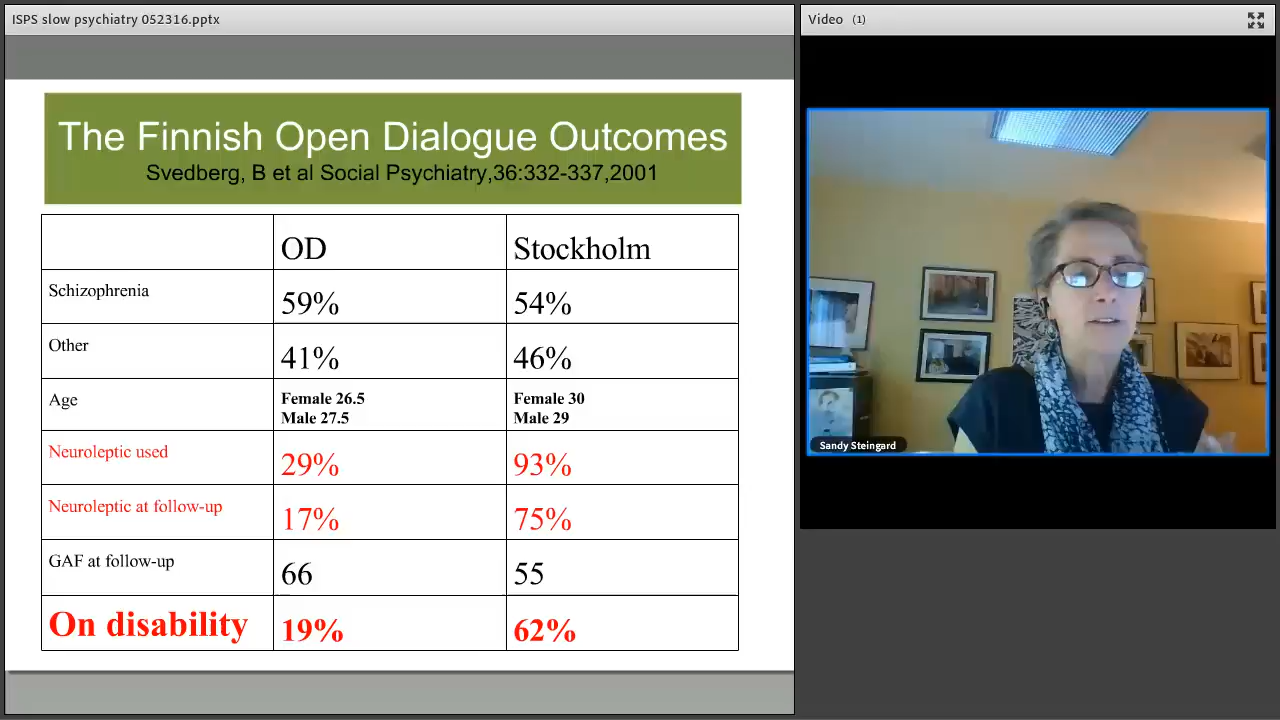 ISPS slow psychiatry 052316.pptx
Video (1)
The Finnish Open Dialogue Outcomes
Svedberg, B et al Social Psychiatry,36:332-337,2001
OD Stockholm
Schizophrenia 59% 54%
Other 41% 46%
Age Female 26.5 Female 30
Male 27.5 Male 29
Neuroleptic used 29% 93%
Neuroleptic at follow-up 17% 75%
GAF at follow-up 66 55
On disability 19% 62%
Sandy Steingard